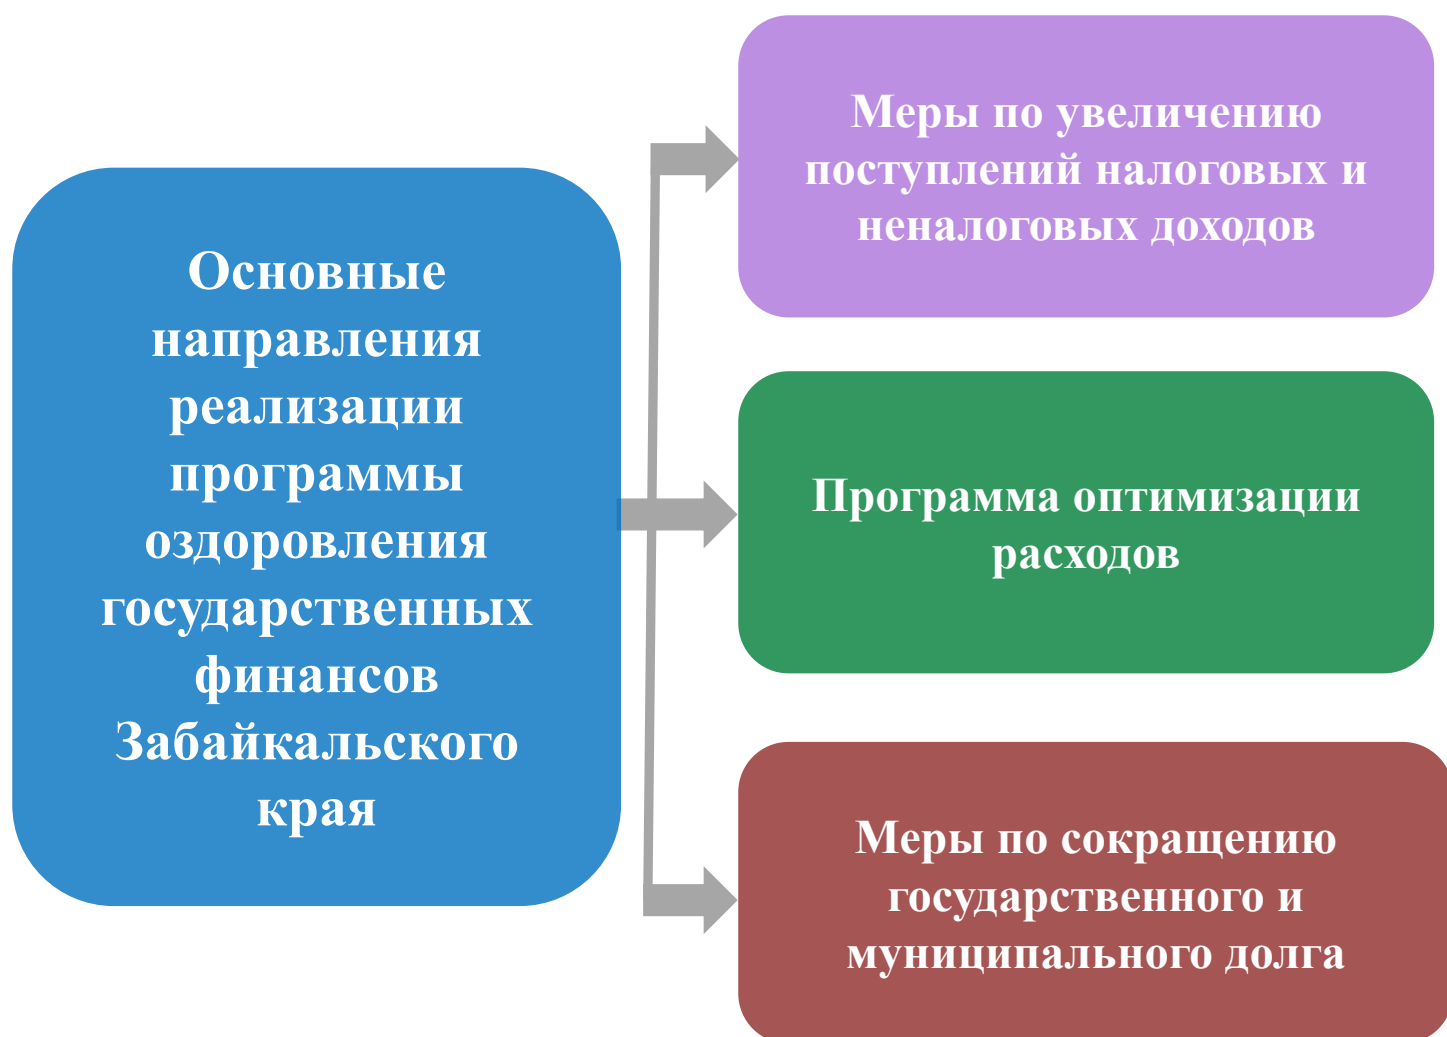 Основные
направления
реализации
программы
оздоровления
государственных
финансов
Забайкальского
края
Меры по увеличению
поступлений налоговых и
неналоговых доходов
Программа оптимизации
расходов
Меры по сокращению
государственного и
муниципального долга